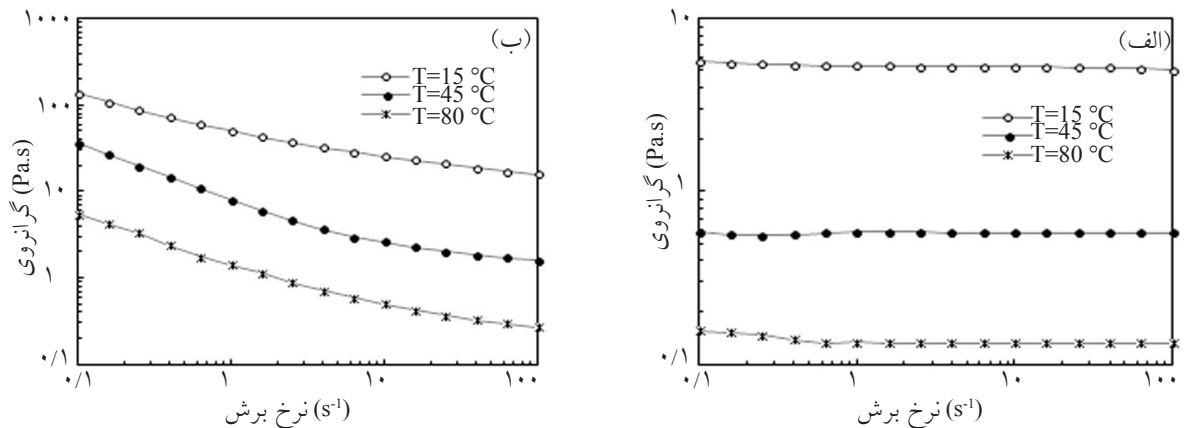 (الف)
۱۰
۱
۰/۱
گرانروی (Pa.s)
T=15 °C
T=45 °C
T=80 °C
۰/۱
۱
۱۰
۱۰۰
نرخ برش (s-1)
(ب)
۱۰۰۰
۱۰۰
۱۰
۱
۰/۱
گرانروی (Pa.s)
T=15 °C
T=45 °C
T=80 °C
۰/۱
۱
۱۰
۱۰۰
نرخ برش (s-1)